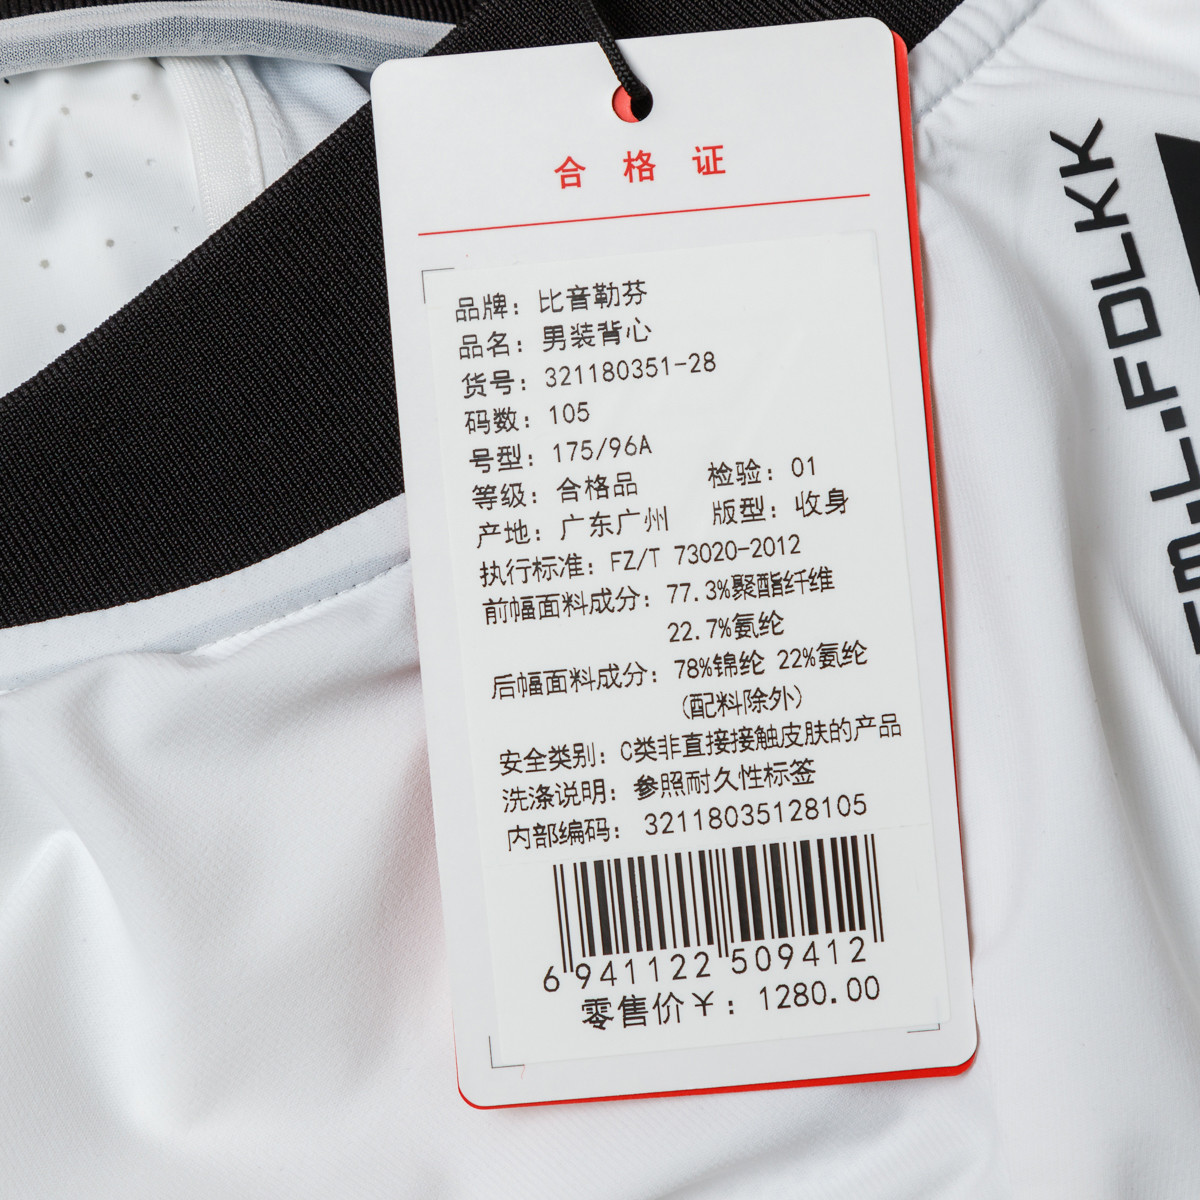 合格证
品牌：比音勒芬
品名：男装背心
货号：321180351-28
码数：105
号型：175/96A
等级：合格品 检验：01
产地：广东广州 版型：收身
执行标准：FZ/T 73020-2012
前幅面料成分：77.3%聚酯纤维
22.7%氨纶
后幅面料成分：78%锦纶 22%氨纶
(配料除外)
安全类别：C类非直接接触皮肤的产品
洗涤说明：参照耐久性标签
内部编码：32118035128105
6 941122 509412
零售价￥：1280.00